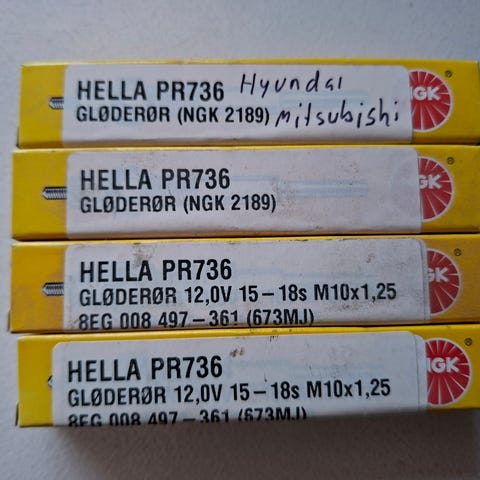 HELLA PR736 Hyundai
GLØDERØR (NGK 2189) Mitsubishi
NGK
®
HELLA PR736
GLØDERØR (NGK 2189)
GK
®
HELLA PR736
GLØDERØR 12,0V 15–18s M10x1,25
8EG 008 497–361 (673MJ)
GK
®
HELLA PR736
GLØDERØR 12,0V 15–18s M10x1,25
8EG 008 497–361 (673MJ)
NGK
®